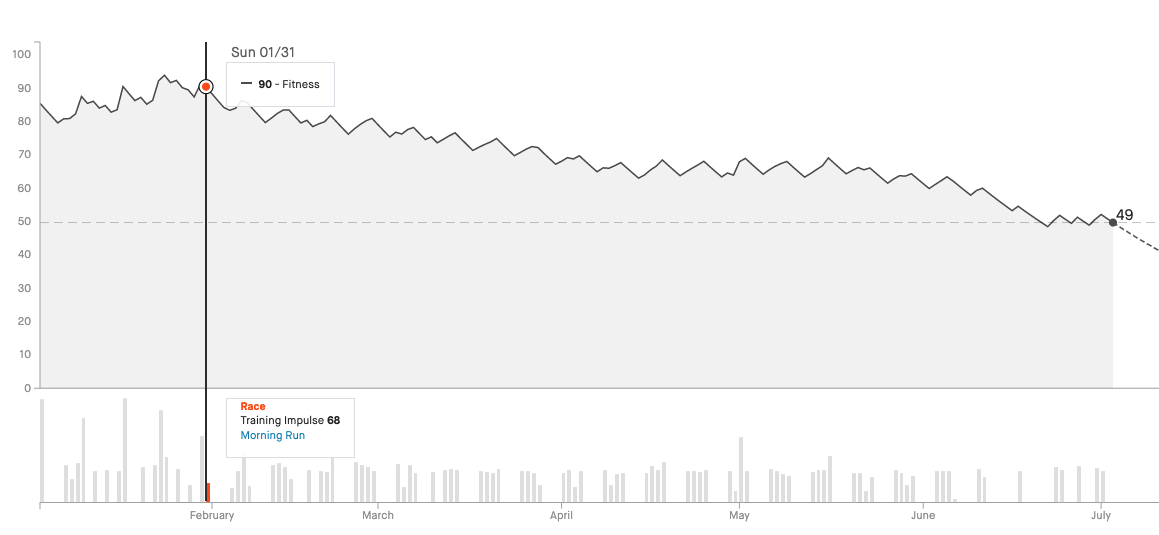 Sun 01/31
90 - Fitness
100
90
80
70
60
50
40
30
20
10
0
49
Race
Training Impulse 68
Morning Run
February
March
April
May
June
July